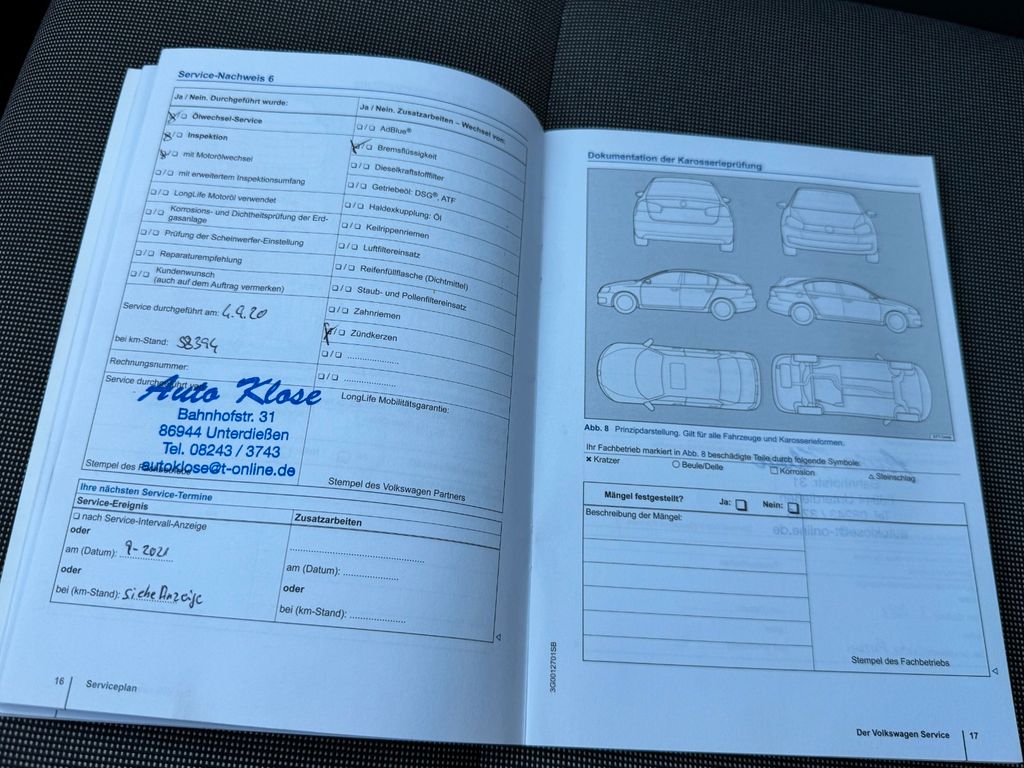 Service-Nachweis 6
Ja / Nein. Durchgeführt wurde:
☒/❑ Ölwechsel-Service
☒/❑ Inspektion
☒/❑ mit Motorölwechsel
❑/❑ mit erweitertem Inspektionsumfang
❑/❑ LongLife Motoröl verwendet
❑/❑ Korrosions- und Dichtheitsprüfung der Erd-
gasanlage
❑/❑ Prüfung der Scheinwerfer-Einstellung
❑/❑ Reparaturempfehlung
❑/❑ Kundenwunsch
(auch auf dem Auftrag vermerken)
Service durchgeführt am: 4.9.20
bei km-Stand: 58394
Rechnungsnummer:
Service durchgeführt von:
Auto Klose
Bahnhofstr. 31
86944 Unterdießen
Tel. 08243 / 3743
autoklose@t-online.de
Stempel des
Ja / Nein. Zusatzarbeiten – Wechsel von:
❑/❑ AdBlue®
☒/❑ Bremsflüssigkeit
❑/❑ Dieselkraftstofffilter
❑/❑ Getriebeöl: DSG®, ATF
❑/❑ Haldexkupplung: Öl
❑/❑ Keilrippenriemen
❑/❑ Luftfiltereinsatz
❑/❑ Reifenfüllflasche (Dichtmittel)
❑/❑ Staub- und Pollenfiltereinsatz
❑/❑ Zahnriemen
☒/❑ Zündkerzen
❑/❑ ....................
❑/❑ ....................
LongLife Mobilitätsgarantie:
Stempel des Volkswagen Partners
Ihre nächsten Service-Termine
Service-Ereignis
❑ nach Service-Intervall-Anzeige
oder
am (Datum): 9-2021
oder
bei (km-Stand): siehe Anzeige
Zusatzarbeiten
........................................
am (Datum): ................
oder
bei (km-Stand): ................
16
Serviceplan
Dokumentation der Karosserieprüfung
Abb. 8 Prinzipdarstellung. Gilt für alle Fahrzeuge und Karosserieformen.
Ihr Fachbetrieb markiert in Abb. 8 beschädigte Teile durch folgende Symbole:
× Kratzer ○ Beule/Delle □ Korrosion △ Steinschlag
Mängel festgestellt? Ja: ❑ Nein: ❑
Beschreibung der Mängel:
Stempel des Fachbetriebs
3G0012701SB
Der Volkswagen Service
17